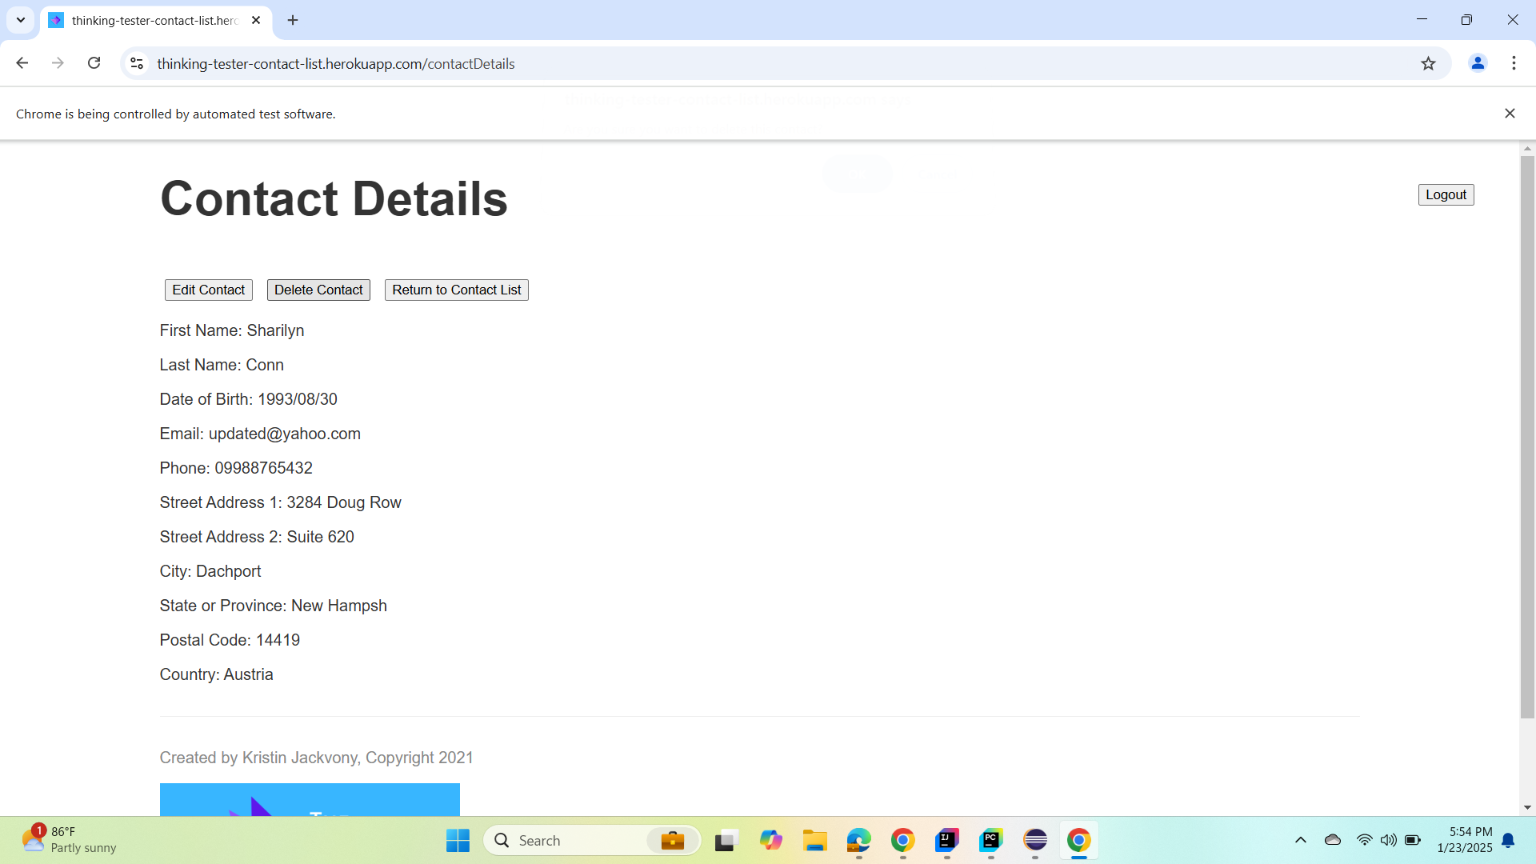 thinking-tester-contact-list.herc
thinking-tester-contact-list.herokuapp.com/contactDetails
Chrome is being controlled by automated test software.
Contact Details
Logout
Edit Contact
Delete Contact
Return to Contact List
First Name: Sharilyn
Last Name: Conn
Date of Birth: 1993/08/30
Email: updated@yahoo.com
Phone: 09988765432
Street Address 1: 3284 Doug Row
Street Address 2: Suite 620
City: Dachport
State or Province: New Hampsh
Postal Code: 14419
Country: Austria
Created by Kristin Jackvony, Copyright 2021
1
86°F
Partly sunny
Search
IJ
PC
5:54 PM
1/23/2025